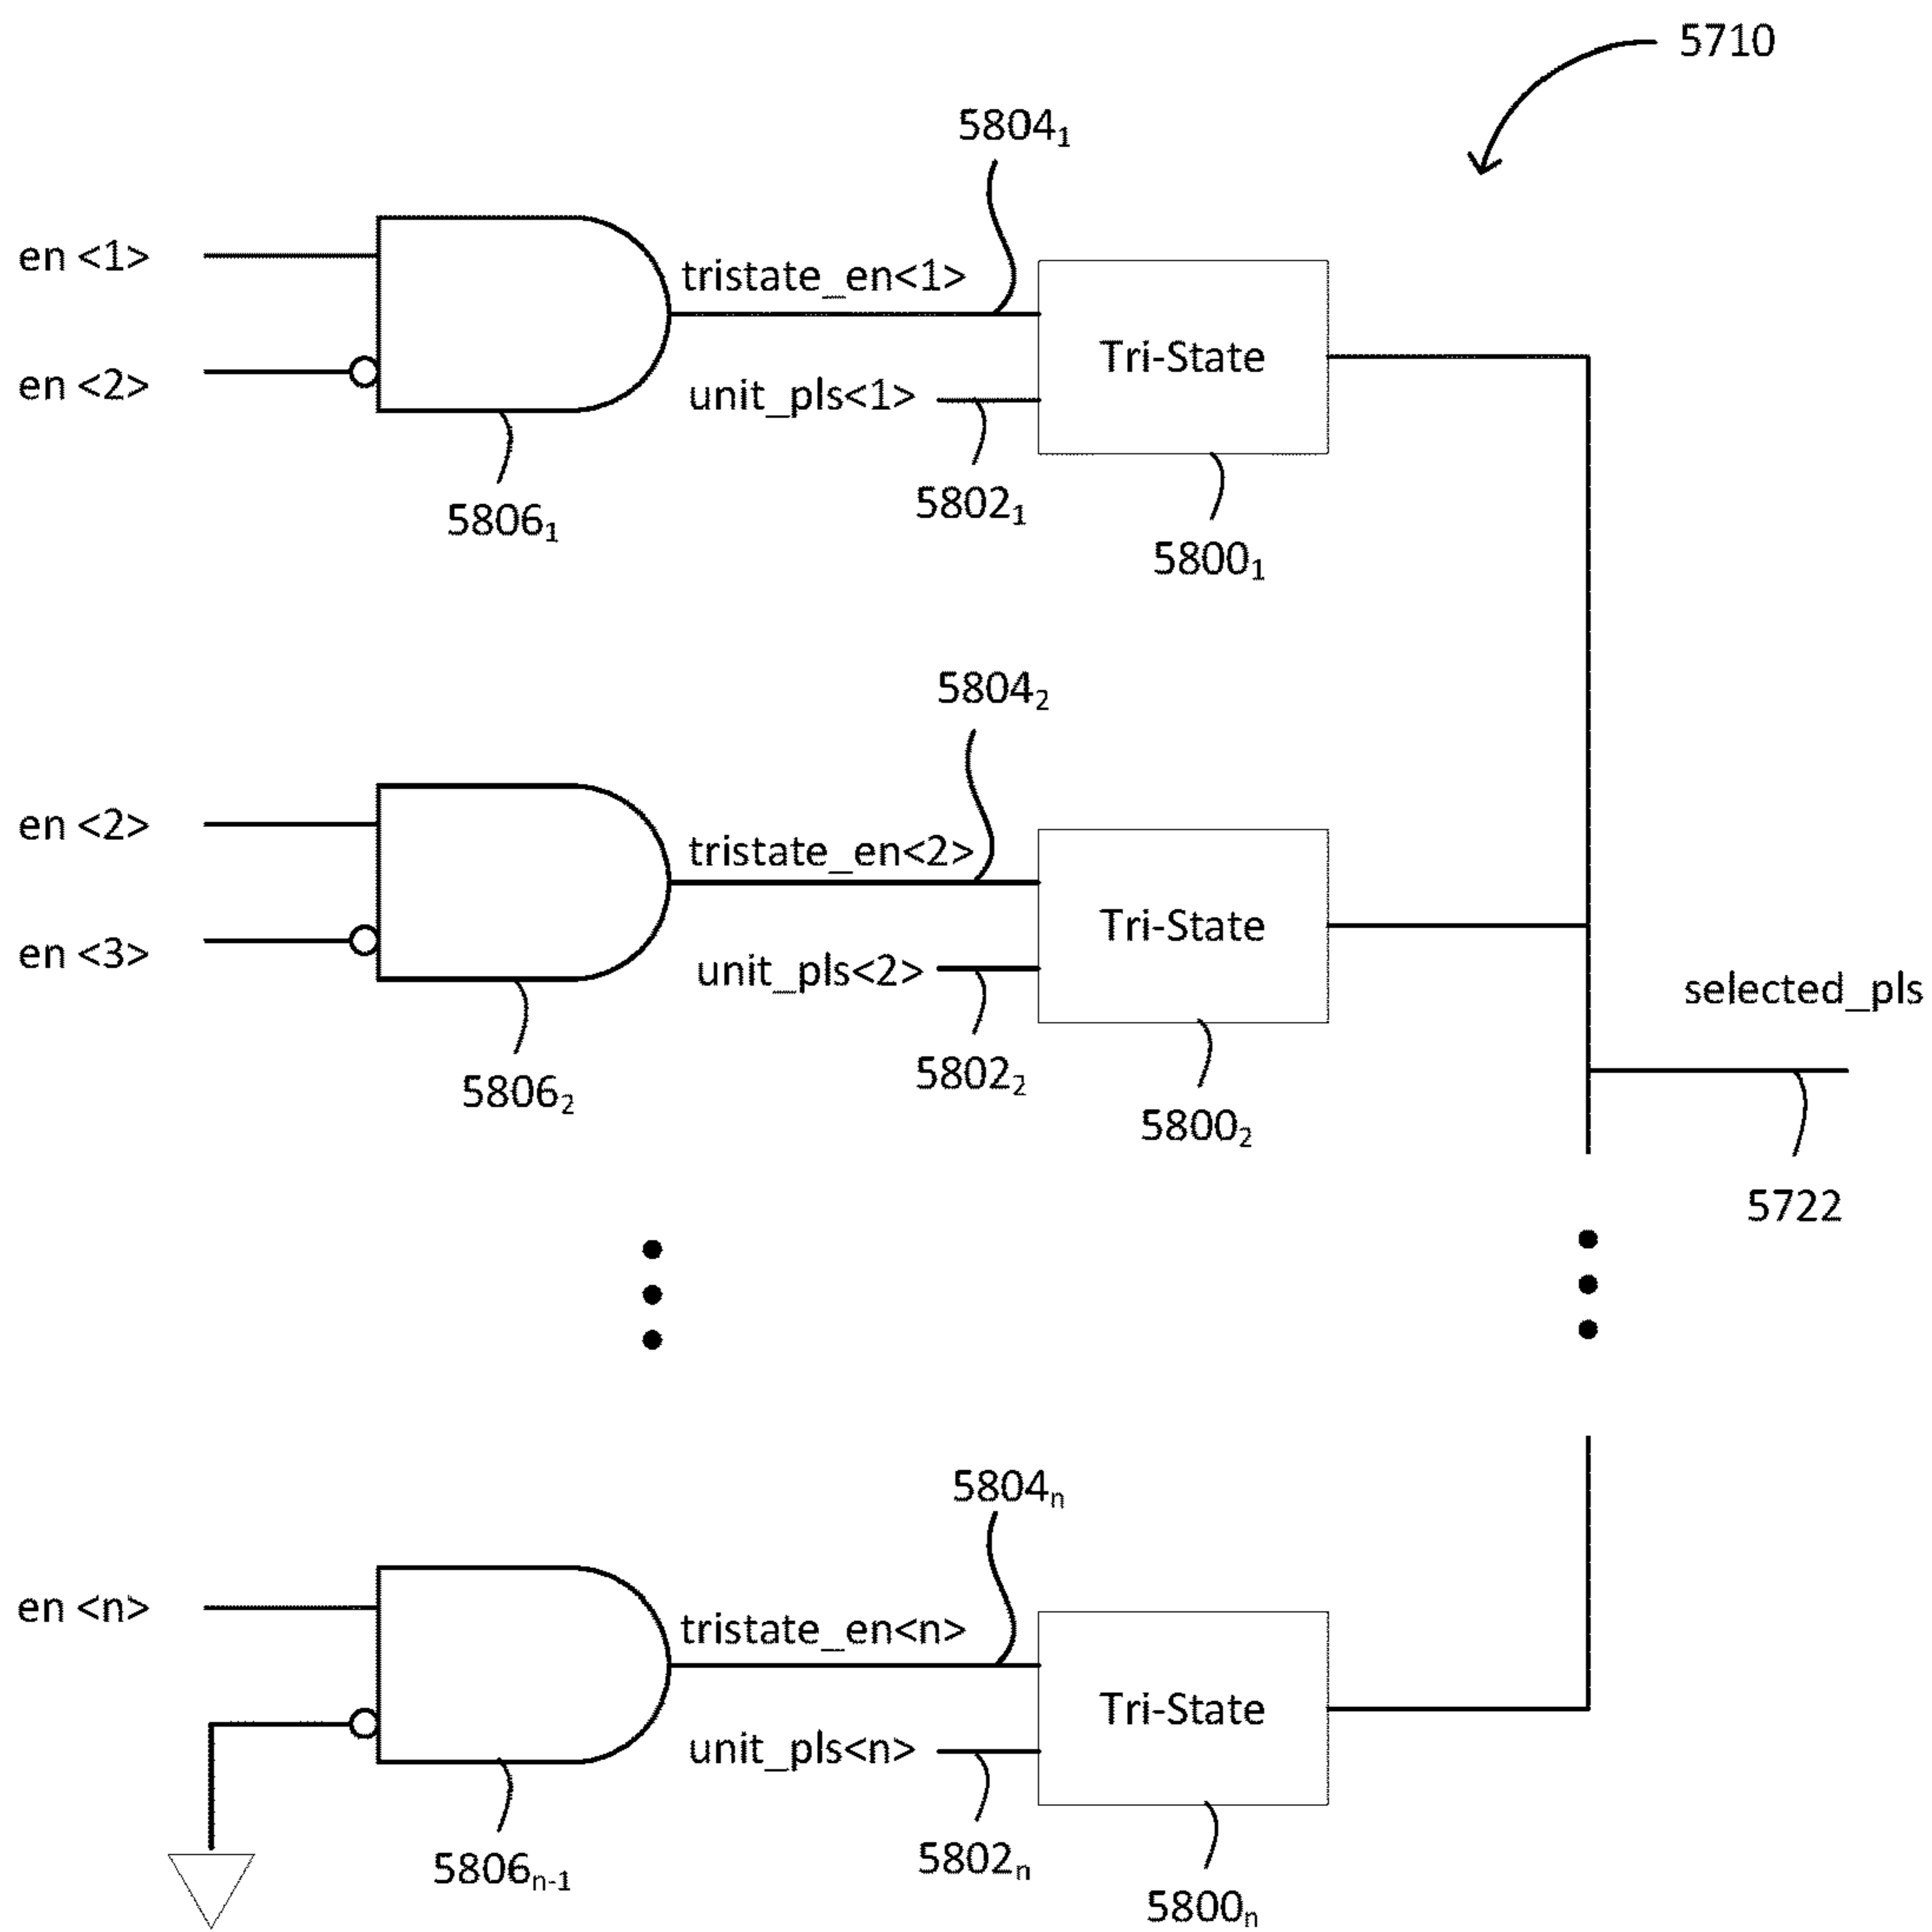 5710
5804₁
en <1>
tristate_en<1>
Tri-State
en <2>
unit_pls<1>
5806₁
5802₁
5800₁
5804₂
en <2>
tristate_en<2>
Tri-State
en <3>
unit_pls<2>
selected_pls
5806₂
5802₂
5800₂
5722
5804ₙ
en <n>
tristate_en<n>
Tri-State
unit_pls<n>
5806ₙ₋₁
5802ₙ
5800ₙ